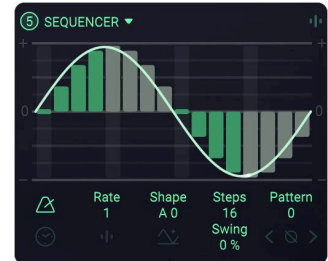 5 SEQUENCER
+
0 0
−
Rate Shape Steps Pattern
1 A 0 16 0
Swing
0 %